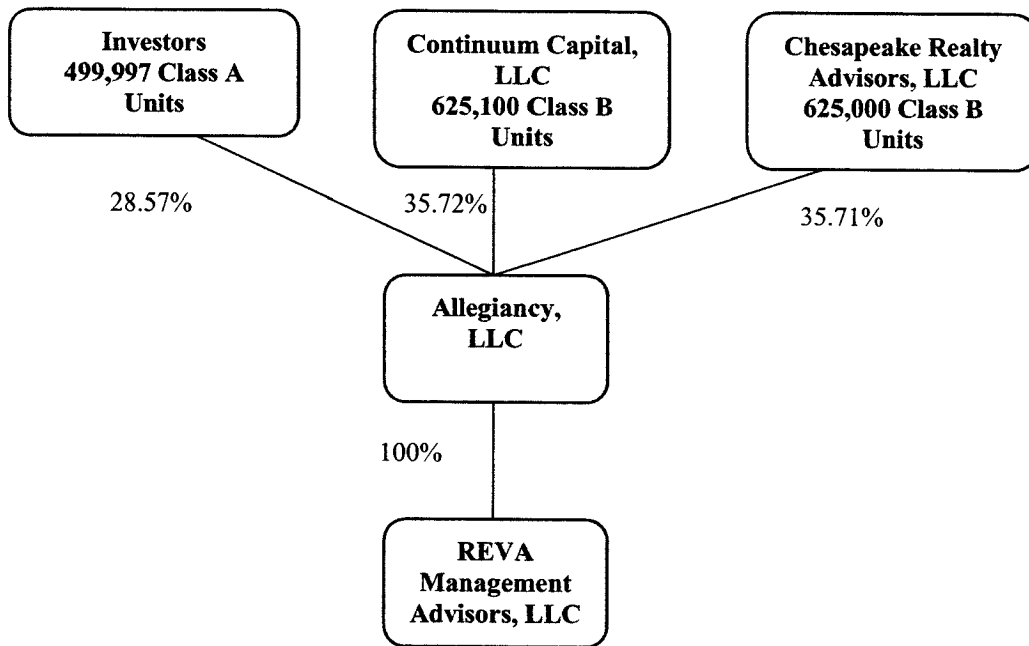 Investors
499,997 Class A
Units
Continuum Capital,
LLC
625,100 Class B
Units
Chesapeake Realty
Advisors, LLC
625,000 Class B
Units
28.57%
35.72%
35.71%
Allegiancy,
LLC
100%
REVA
Management
Advisors, LLC